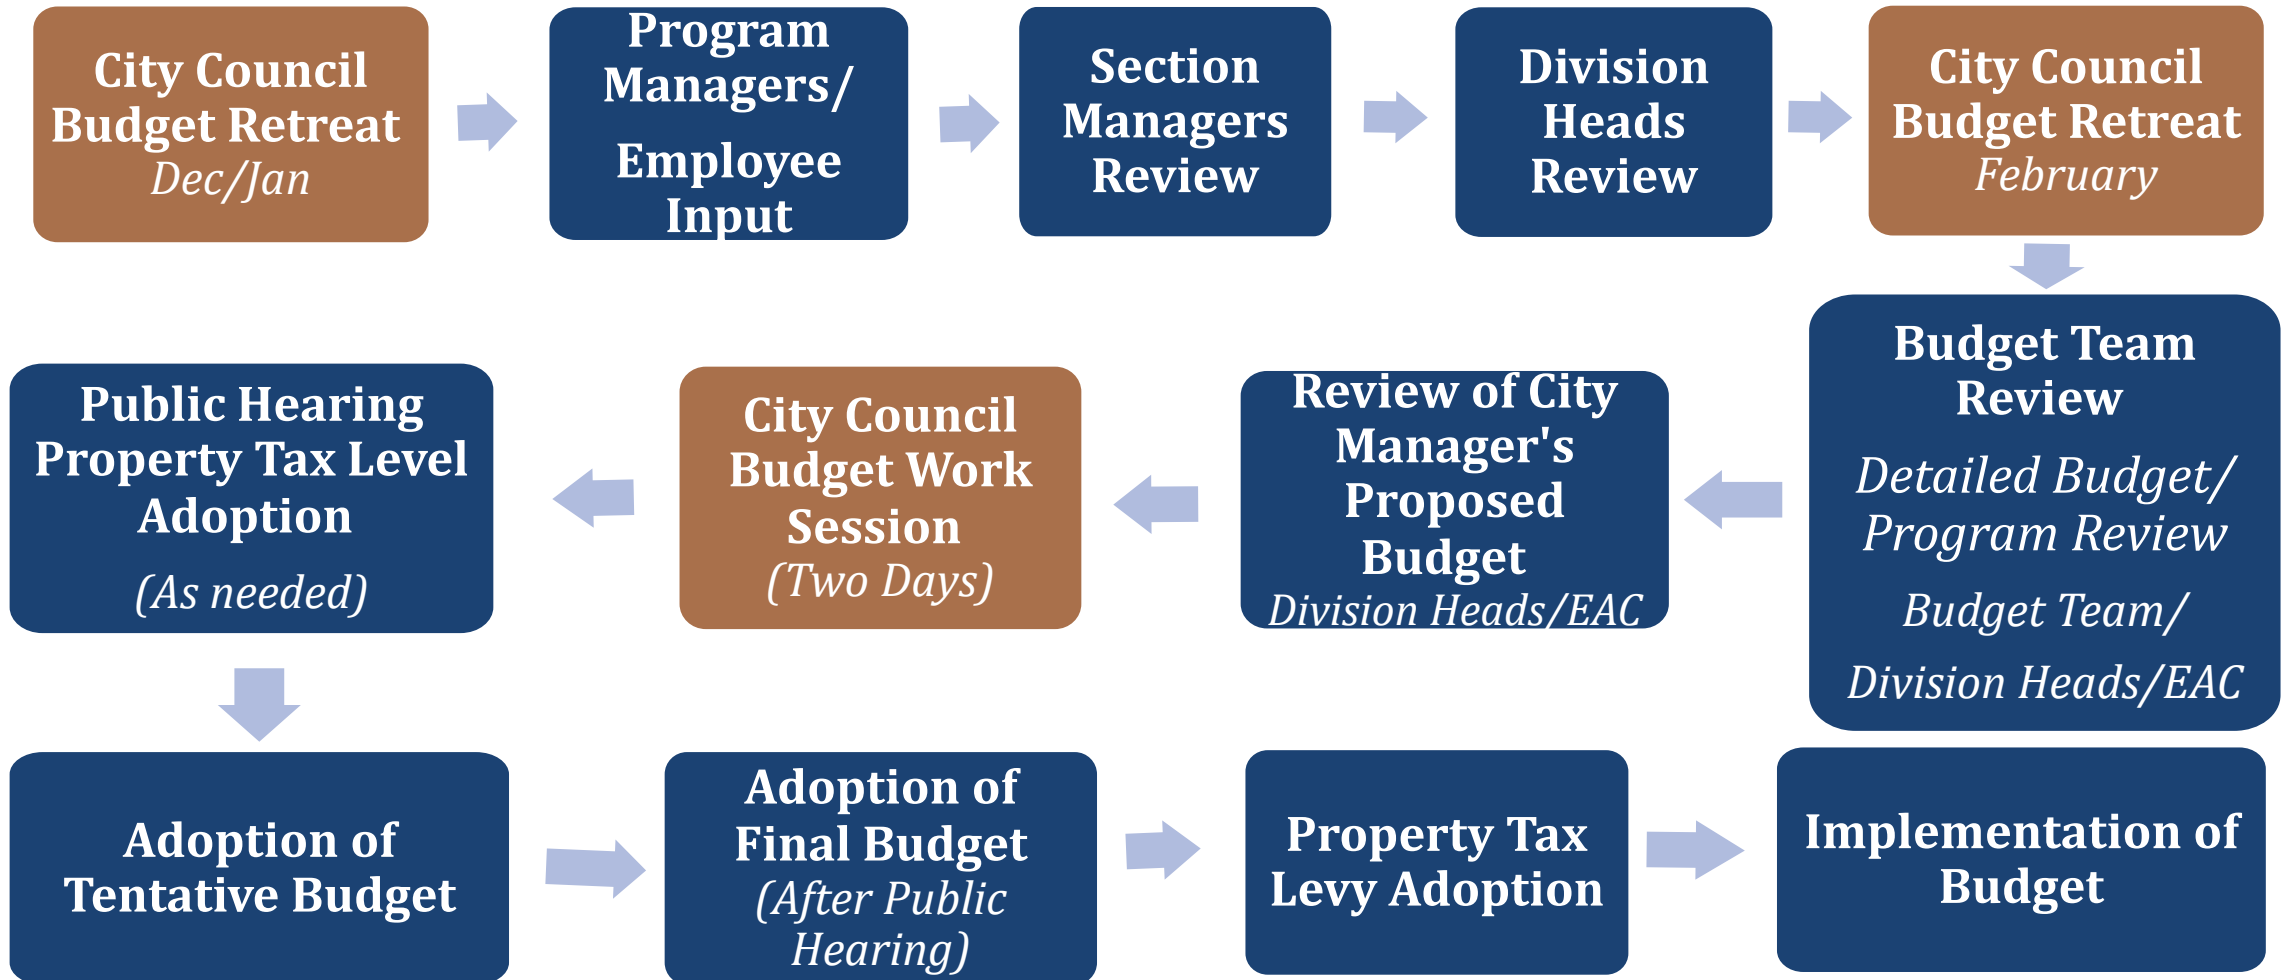 City Council
Budget Retreat
Dec/Jan
Program
Managers/
Employee
Input
Section
Managers
Review
Division
Heads
Review
City Council
Budget Retreat
February
Budget Team
Review
Detailed Budget/
Program Review
Budget Team/
Division Heads/EAC
Review of City
Manager's
Proposed
Budget
Division Heads/EAC
City Council
Budget Work
Session
(Two Days)
Public Hearing
Property Tax Level
Adoption
(As needed)
Adoption of
Tentative Budget
Adoption of
Final Budget
(After Public
Hearing)
Property Tax
Levy Adoption
Implementation of
Budget